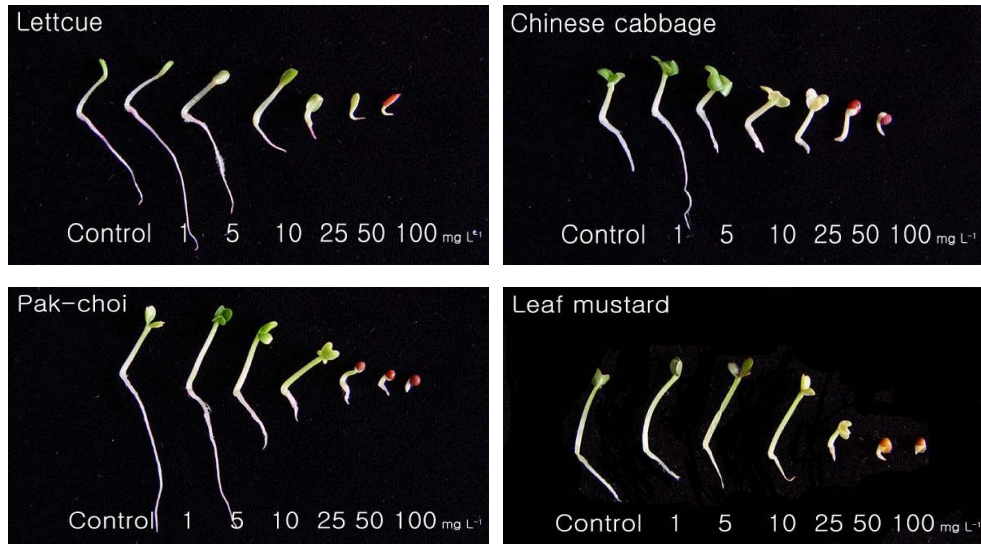 Lettcue
Control 1 5 10 25 50 100 mg L⁻¹
Chinese cabbage
Control 1 5 10 25 50 100 mg L⁻¹
Pak-choi
Control 1 5 10 25 50 100 mg L⁻¹
Leaf mustard
Control 1 5 10 25 50 100 mg L⁻¹